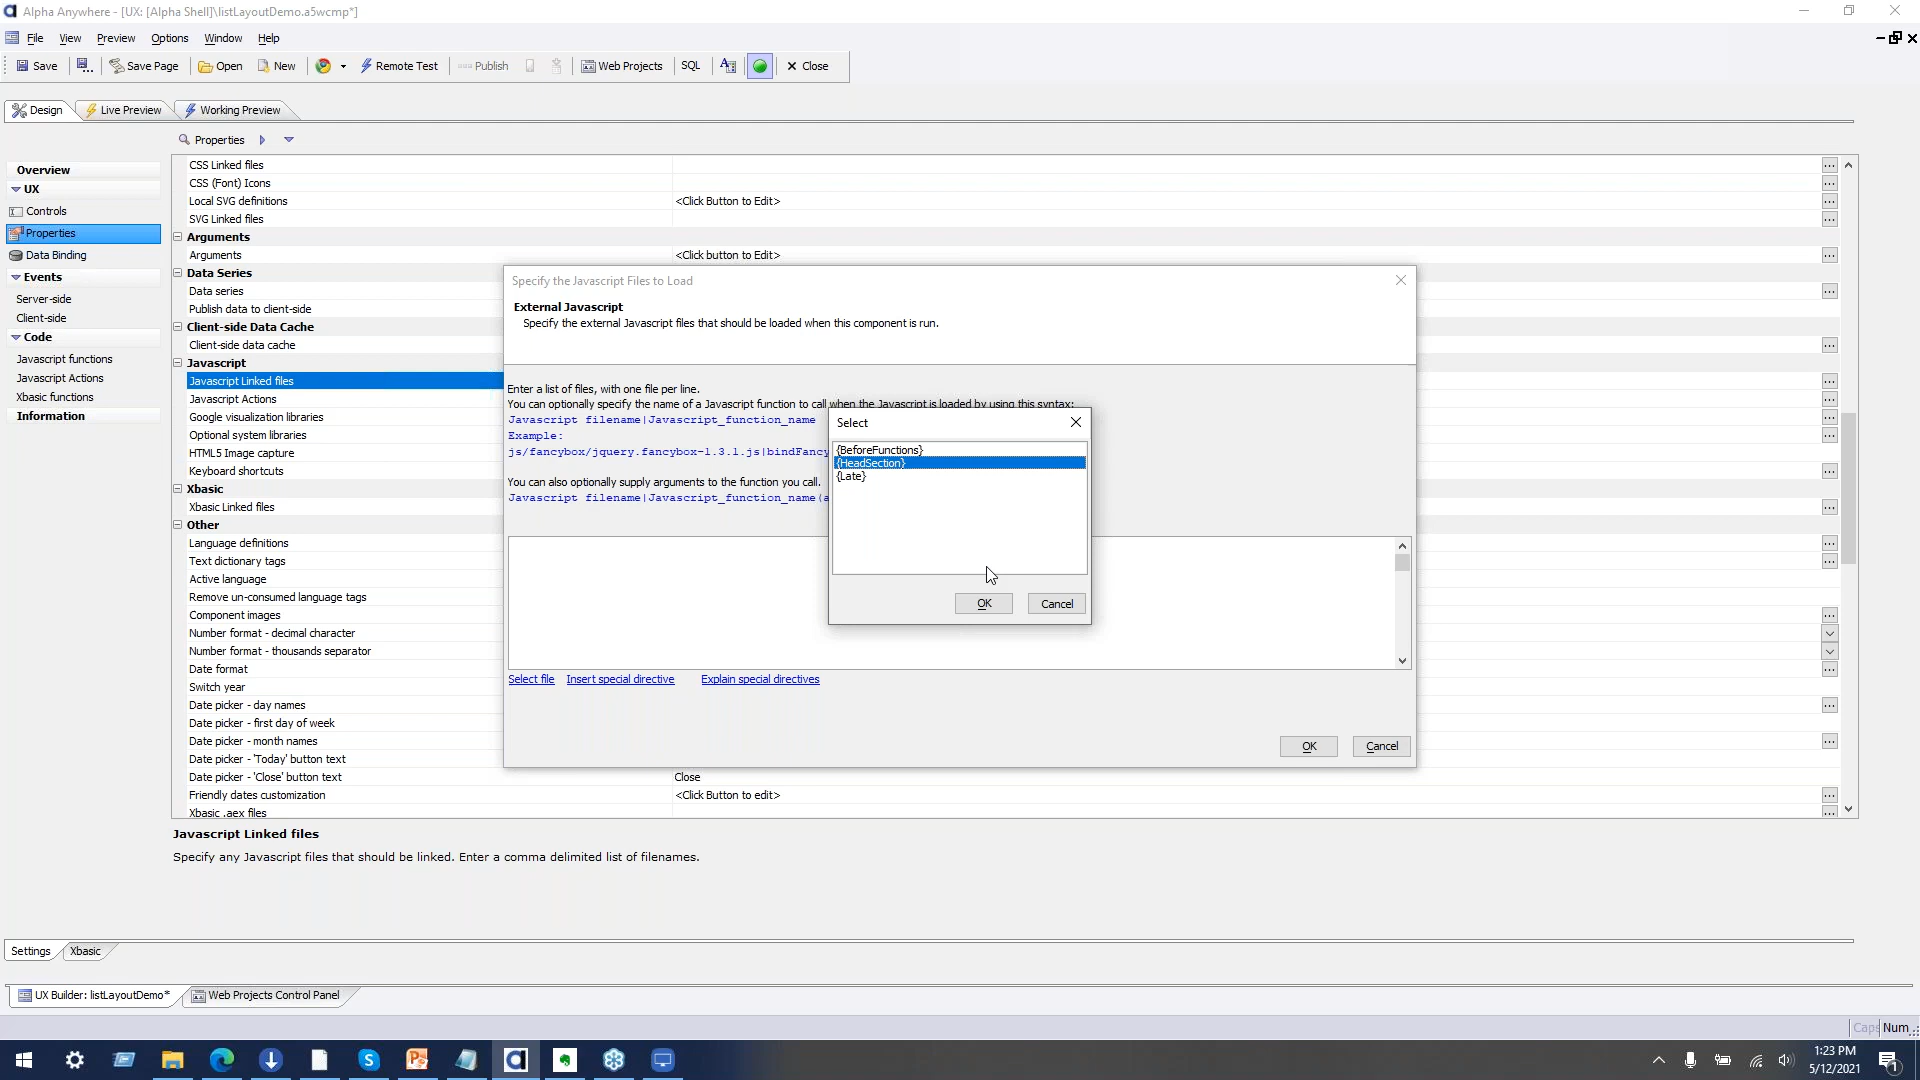 Alpha Anywhere - [UX: [Alpha Shell]\listLayoutDemo.a5wcmp*]
File View Preview Options Window Help
Save Save Page Open New Remote Test Publish Web Projects SQL Close
Design Live Preview Working Preview
Properties
Overview
UX
Controls
Properties
Data Binding
Events
Server-side
Client-side
Code
Javascript functions
Javascript Actions
Xbasic functions
Information
CSS Linked files
CSS (Font) Icons
Local SVG definitions <Click Button to Edit>
SVG Linked files
Arguments
Arguments <Click button to Edit>
Data Series
Data series
Publish data to client-side
Client-side Data Cache
Client-side data cache
Javascript
Javascript Linked files
Javascript Actions
Google visualization libraries
Optional system libraries
HTML5 Image capture
Keyboard shortcuts
Xbasic
Xbasic Linked files
Other
Language definitions
Text dictionary tags
Active language
Remove un-consumed language tags
Component images
Number format - decimal character
Number format - thousands separator
Date format
Switch year
Date picker - day names
Date picker - first day of week
Date picker - month names
Date picker - 'Today' button text
Date picker - 'Close' button text Close
Friendly dates customization <Click Button to edit>
Xbasic .aex files
Specify the Javascript Files to Load
External Javascript
Specify the external Javascript files that should be loaded when this component is run.
Enter a list of files, with one file per line.
You can optionally specify the name of a Javascript function to call when the Javascript is loaded by using this syntax:
Javascript filename|Javascript_function_name
Example:
js/fancybox/jquery.fancybox-1.3.1.js|bindFancy
You can also optionally supply arguments to the function you call.
Javascript filename|Javascript_function_name(a
Select file Insert special directive Explain special directives
OK Cancel
Select
{BeforeFunctions}
{HeadSection}
{Late}
OK Cancel
Javascript Linked files
Specify any Javascript files that should be linked. Enter a comma delimited list of filenames.
Settings Xbasic
UX Builder: listLayoutDemo* Web Projects Control Panel
Caps Num
1:23 PM
5/12/2021
1